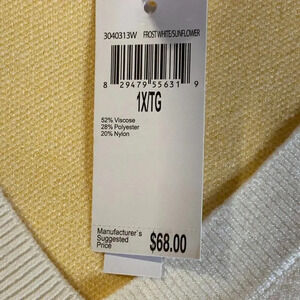 3040313W FROST WHITE/SUNFLOWER
8 29479 55631 9
1X/TG
52% Viscose
28% Polyester
20% Nylon
Manufacturer's
Suggested
Price $68.00